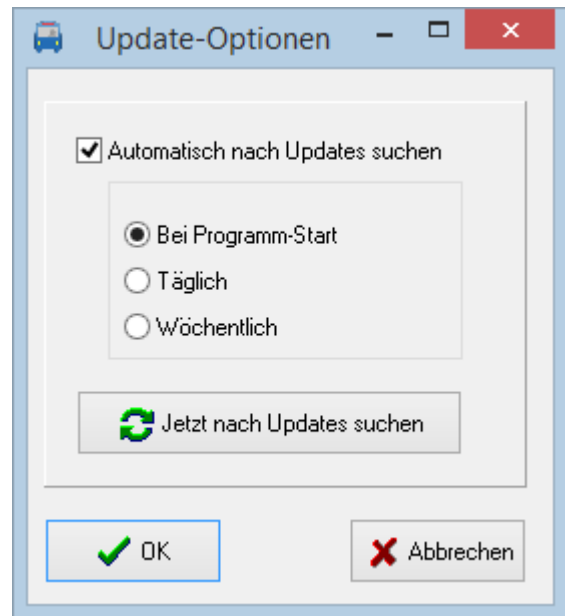 Update-Optionen
Automatisch nach Updates suchen
Bei Programm-Start
Täglich
Wöchentlich
Jetzt nach Updates suchen
OK
Abbrechen